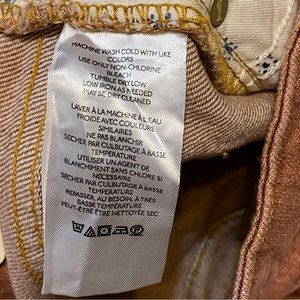 MACHINE WASH COLD WITH LIKE
COLORS
USE ONLY NON-CHLORINE
BLEACH
TUMBLE DRY LOW
LOW IRON AS NEEDED
MAY BE DRY CLEANED
LAVER À LA MACHINE À L'EAU
FROIDE AVEC COULEURS
SIMILAIRES
NE PAS BLANCHIR
SÉCHER PAR CULBUTAGE À BASSE
TEMPÉRATURE
UTILISER UN AGENT DE
BLANCHIMENT SANS CHLORE SI
NÉCESSAIRE
SÉCHER PAR CULBUTAGE À BASSE
TEMPÉRATURE
REPASSER, AU BESOIN, À
BASSE TEMPÉRATURE
PEUT-ÊTRE ÊTRE NETTOYÉE SEC